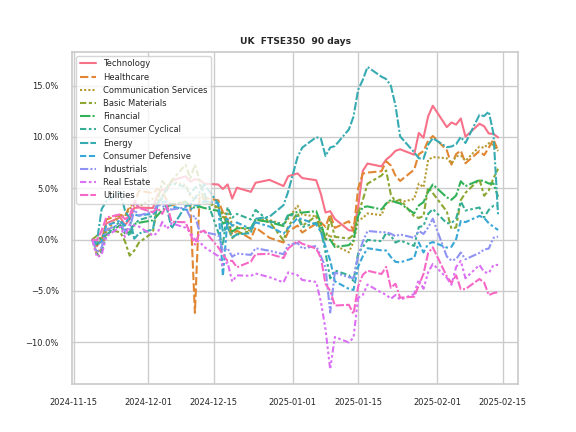 UK  FTSE350  90 days
Technology
Healthcare
Communication Services
Basic Materials
Financial
Consumer Cyclical
Energy
Consumer Defensive
Industrials
Real Estate
Utilities
15.0%
10.0%
5.0%
0.0%
−5.0%
−10.0%
2024-11-15 2024-12-01 2024-12-15 2025-01-01 2025-01-15 2025-02-01 2025-02-15